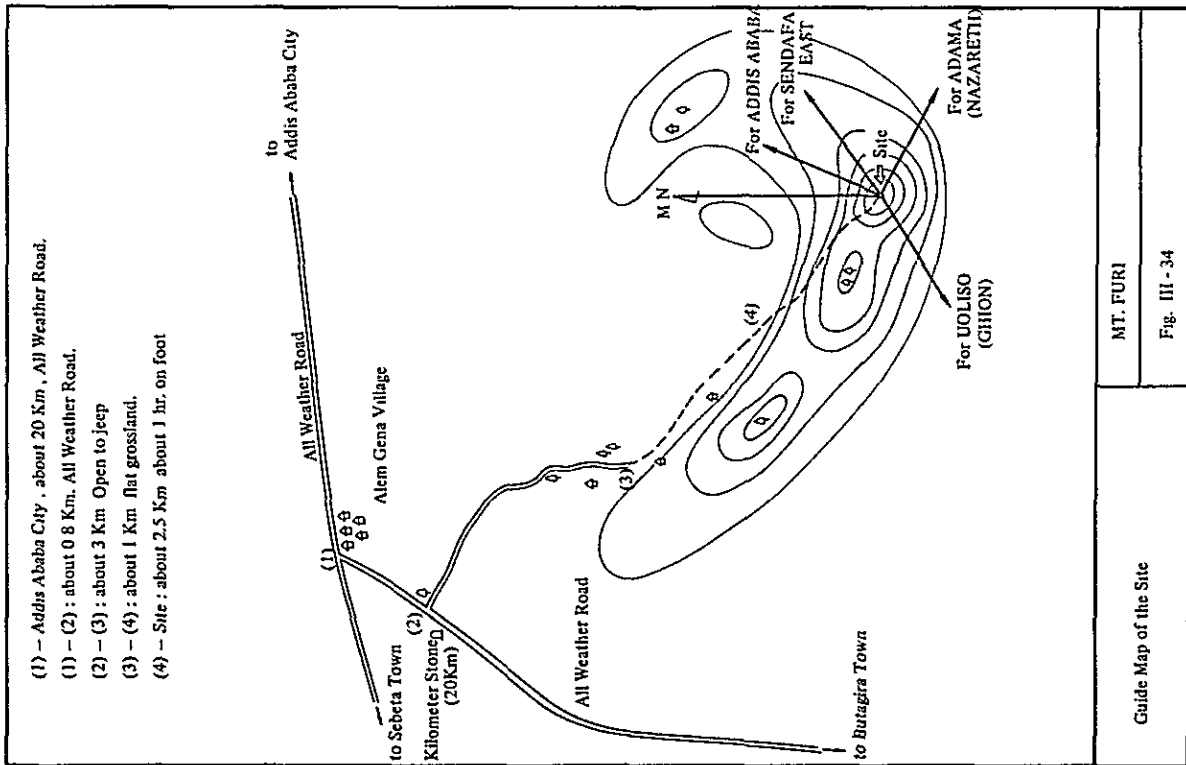 (1) – Addis Ababa City , about 20 Km , All Weather Road.
(1) – (2) : about 0 8 Km. All Weather Road.
(2) – (3) : about 3 Km Open to jeep
(3) – (4) : about 1 Km flat grossland.
(4) – Site : about 2.5 Km about 1 hr. on foot
to
Addis Ababa City
All Weather Road
(1)
Alem Gena Village
to Sebeta Town
(2)
Kilometer Stone
(20Km)
All Weather Road
to Butagira Town
(3)
(4)
M N
For ADDIS ABABA
For SENDAFA
EAST
Site
For ADAMA
(NAZARETH)
For UOLISO
(GHION)
Guide Map of the Site
MT. FURI
Fig. III - 34